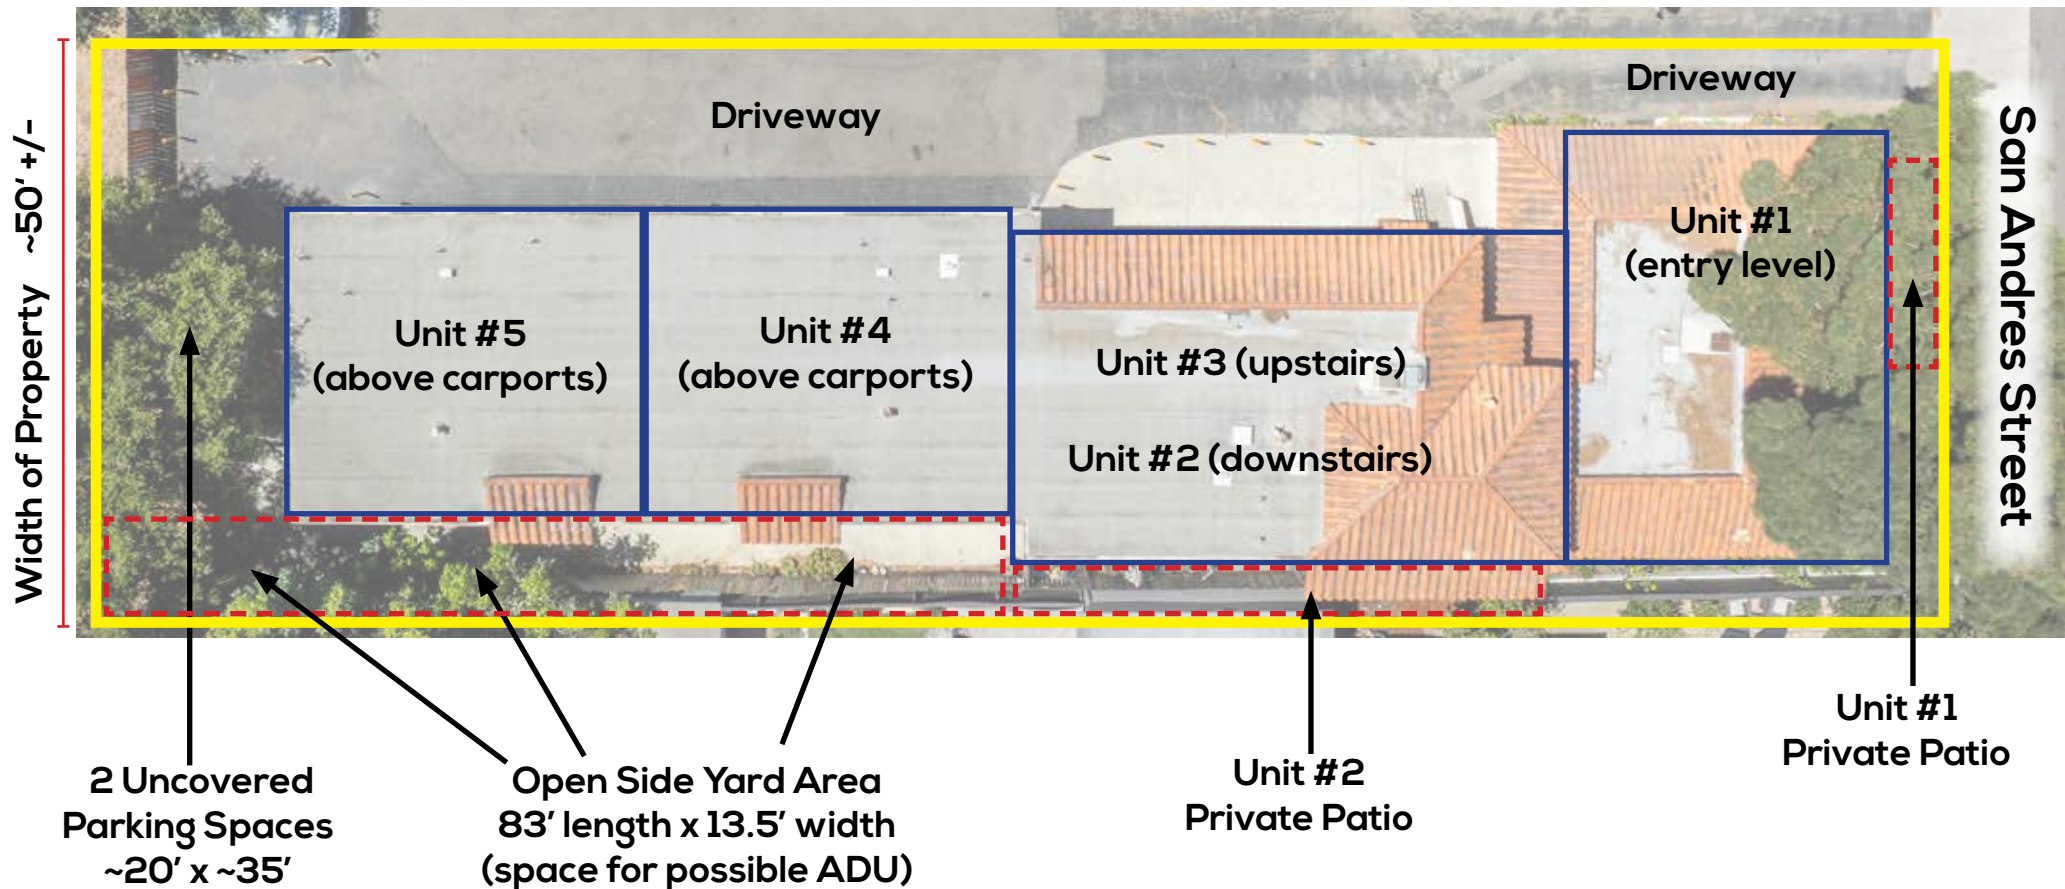 Driveway
Driveway
Width of Property ~50' +/-
San Andres Street
Unit #1
(entry level)
Unit #5
(above carports)
Unit #4
(above carports)
Unit #3 (upstairs)
Unit #2 (downstairs)
2 Uncovered
Parking Spaces
~20' x ~35'
Open Side Yard Area
83' length x 13.5' width
(space for possible ADU)
Unit #2
Private Patio
Unit #1
Private Patio